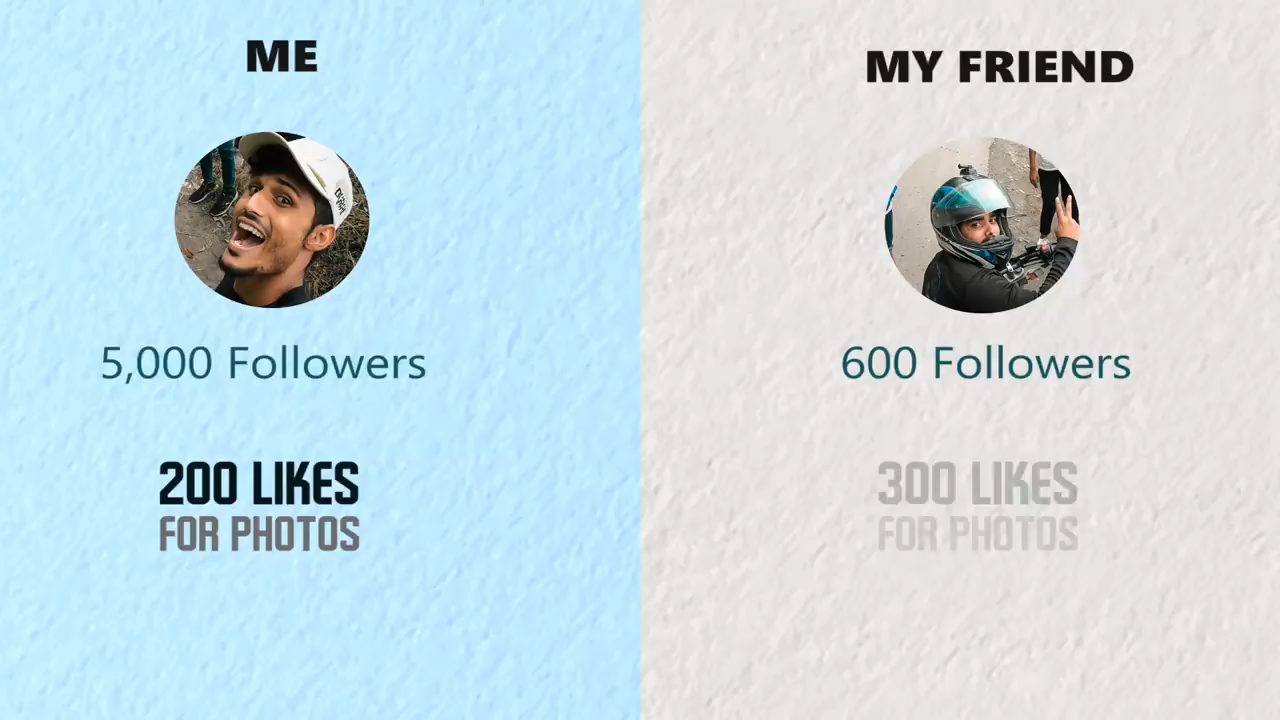 ME
5,000 Followers
200 LIKES
FOR PHOTOS
MY FRIEND
600 Followers
300 LIKES
FOR PHOTOS